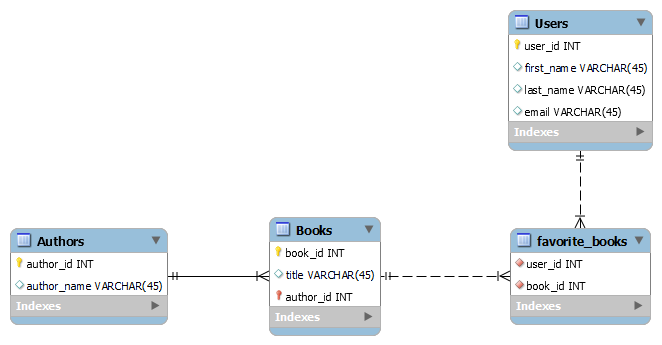 Users
user_id INT
first_name VARCHAR(45)
last_name VARCHAR(45)
email VARCHAR(45)
Indexes
Authors
author_id INT
author_name VARCHAR(45)
Indexes
Books
book_id INT
title VARCHAR(45)
author_id INT
Indexes
favorite_books
user_id INT
book_id INT
Indexes